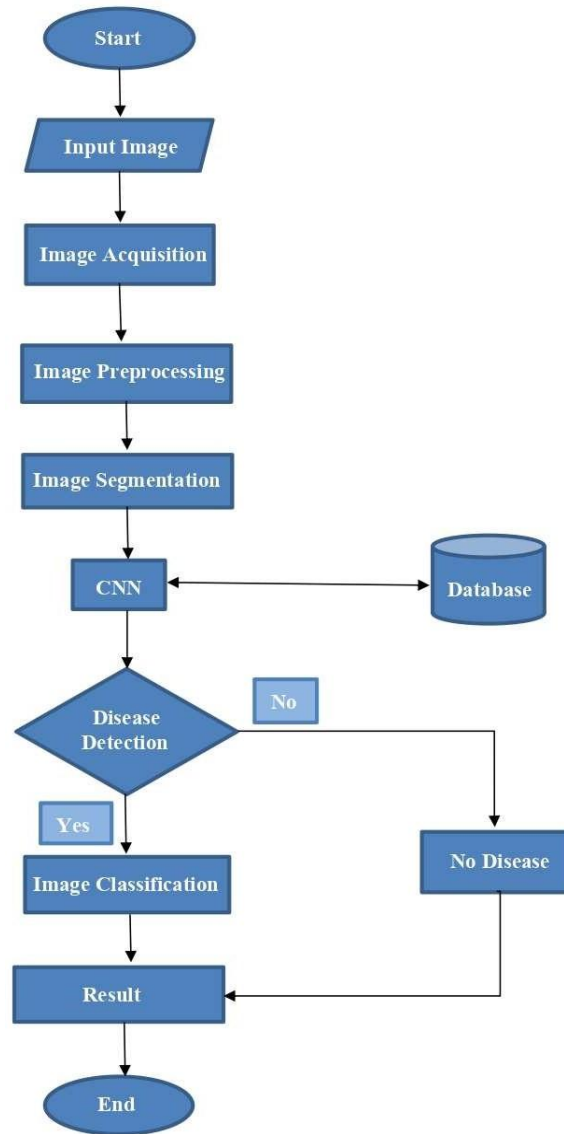 Start
Input Image
Image Acquisition
Image Preprocessing
Image Segmentation
CNN
Database
Disease
Detection
No
Yes
No Disease
Image Classification
Result
End